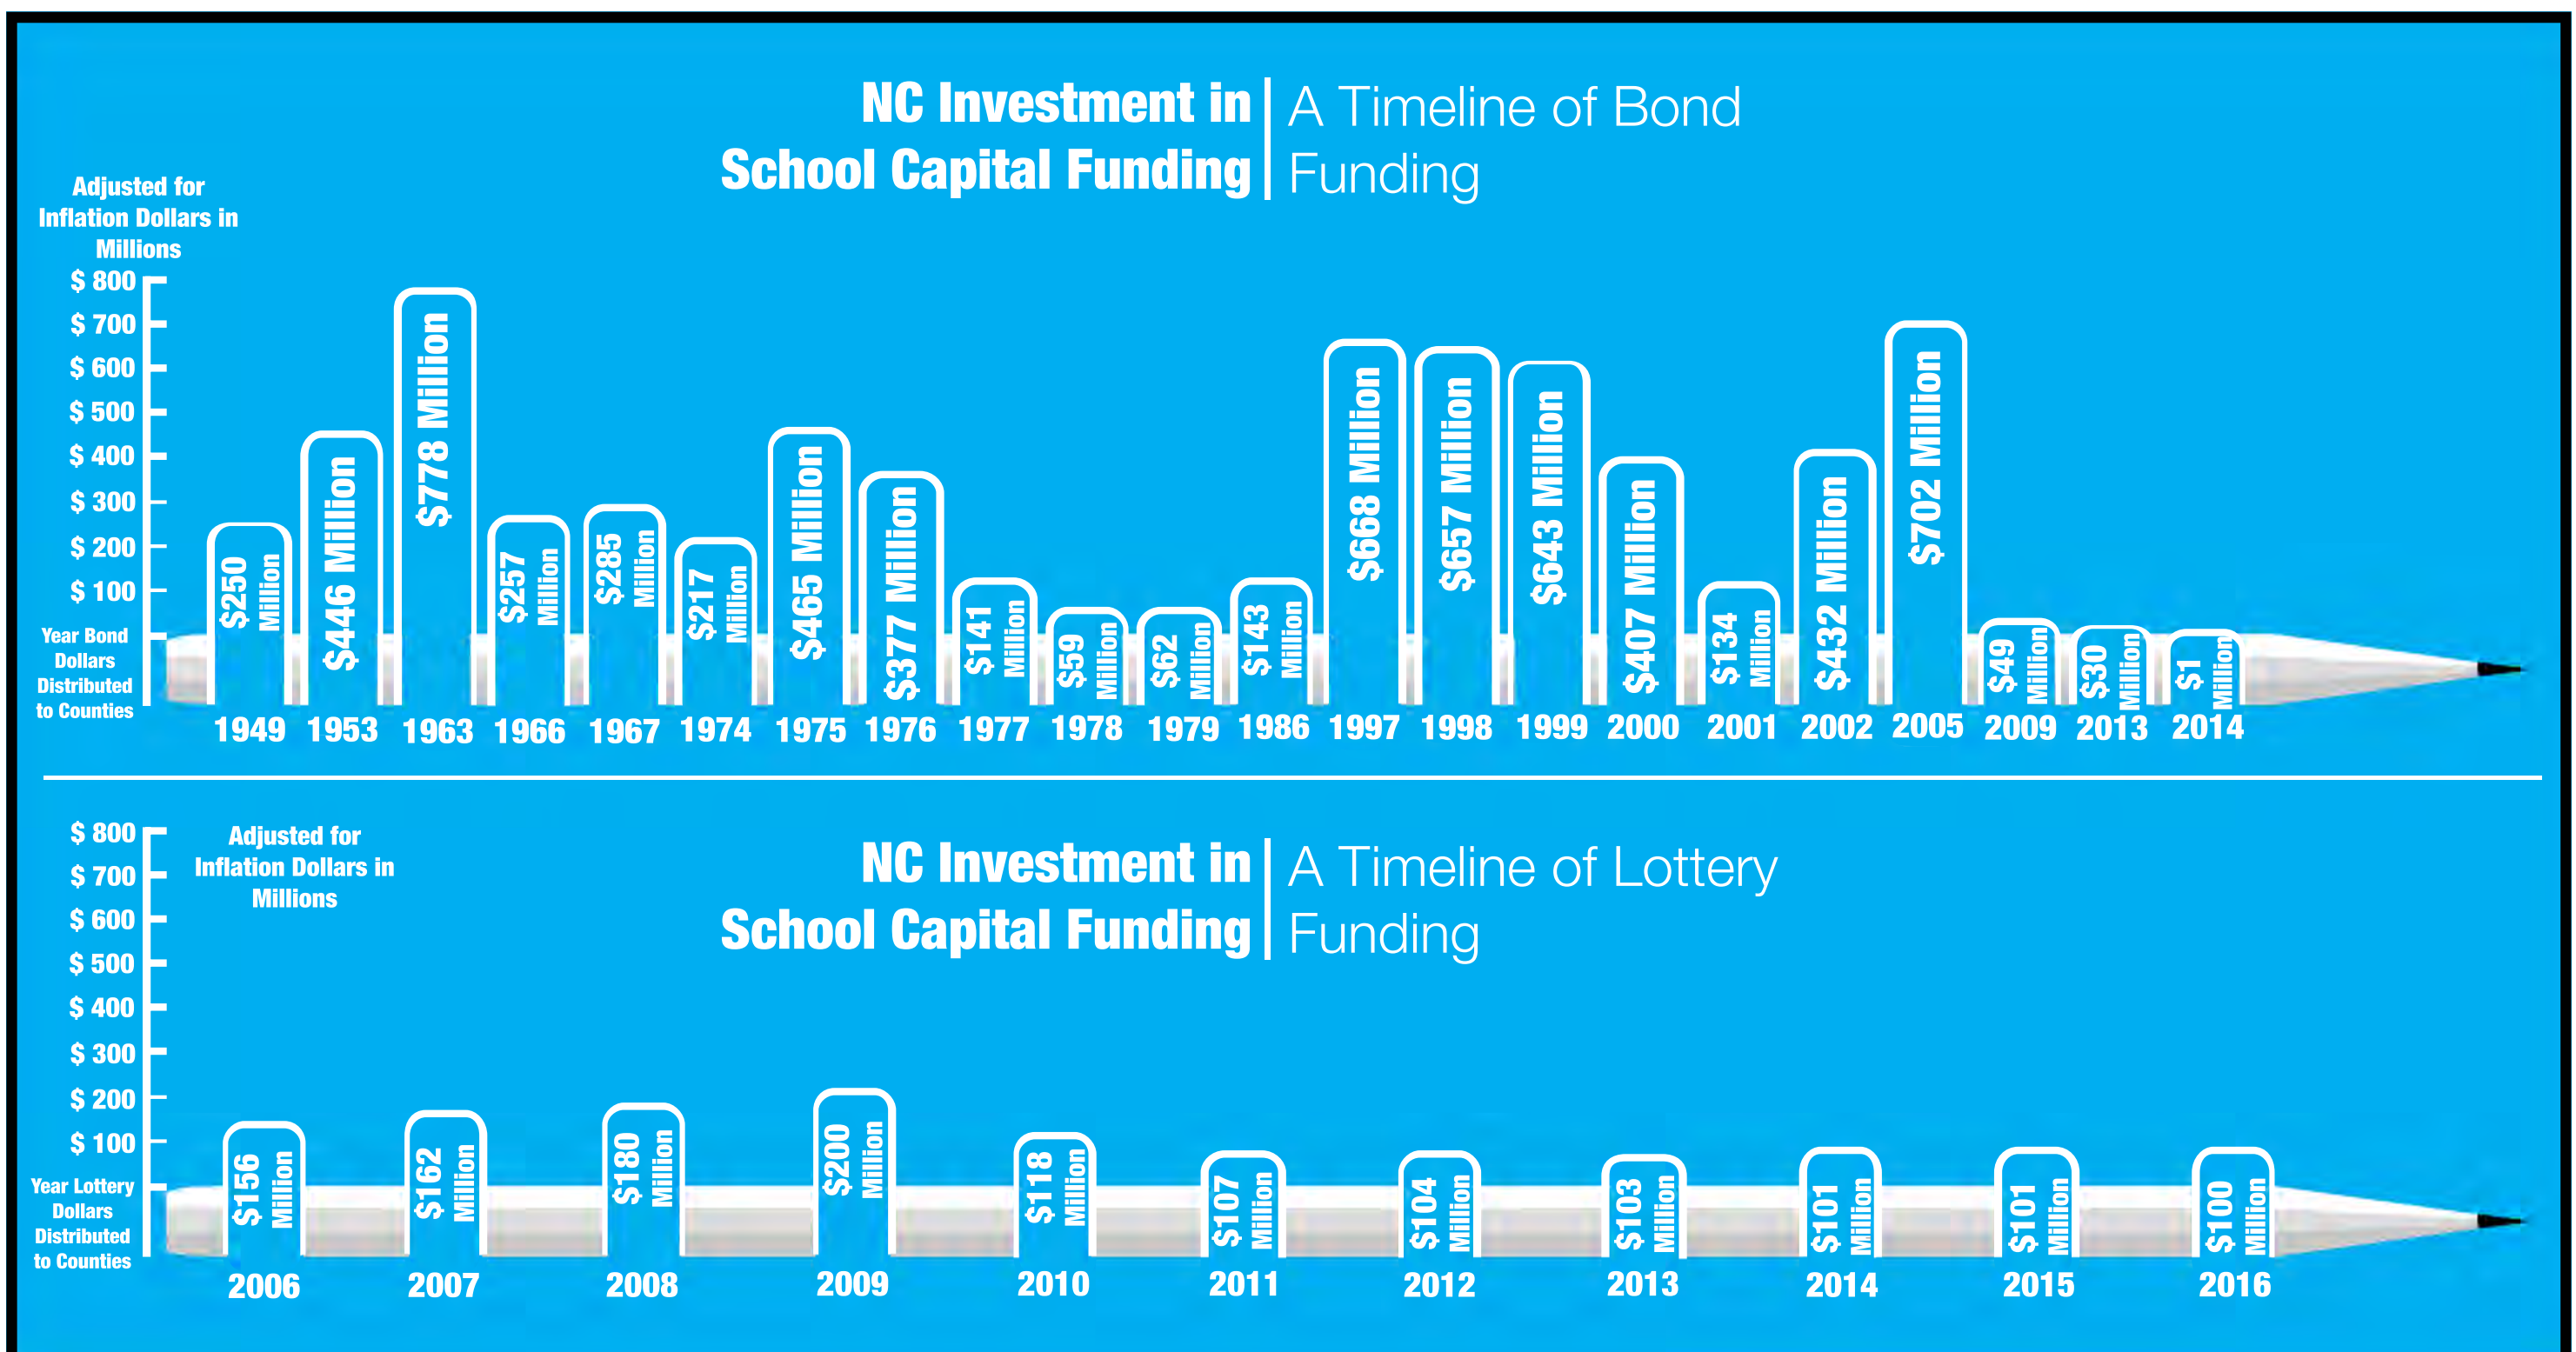 NC Investment in
School Capital Funding
A Timeline of Bond
Funding
Adjusted for
Inflation Dollars in
Millions
$ 800
$ 700
$ 600
$ 500
$ 400
$ 300
$ 200
$ 100
Year Bond
Dollars
Distributed
to Counties
$250
Million
$446 Million
$778 Million
$257
Million
$285
Million
$217
Million
$465 Million
$377 Million
$141
Million
$59
Million
$62
Million
$143
Million
$668 Million
$657 Million
$643 Million
$407 Million
$134
Million
$432 Million
$702 Million
$49
Million
$30
Million
$1
Million
1949 1953 1963 1966 1967 1974 1975 1976 1977 1978 1979 1986 1997 1998 1999 2000 2001 2002 2005 2009 2013 2014
NC Investment in
School Capital Funding
A Timeline of Lottery
Funding
Adjusted for
Inflation Dollars in
Millions
$ 800
$ 700
$ 600
$ 500
$ 400
$ 300
$ 200
$ 100
Year Lottery
Dollars
Distributed
to Counties
$156
Million
$162
Million
$180
Million
$200
Million
$118
Million
$107
Million
$104
Million
$103
Million
$101
Million
$101
Million
$100
Million
2006 2007 2008 2009 2010 2011 2012 2013 2014 2015 2016